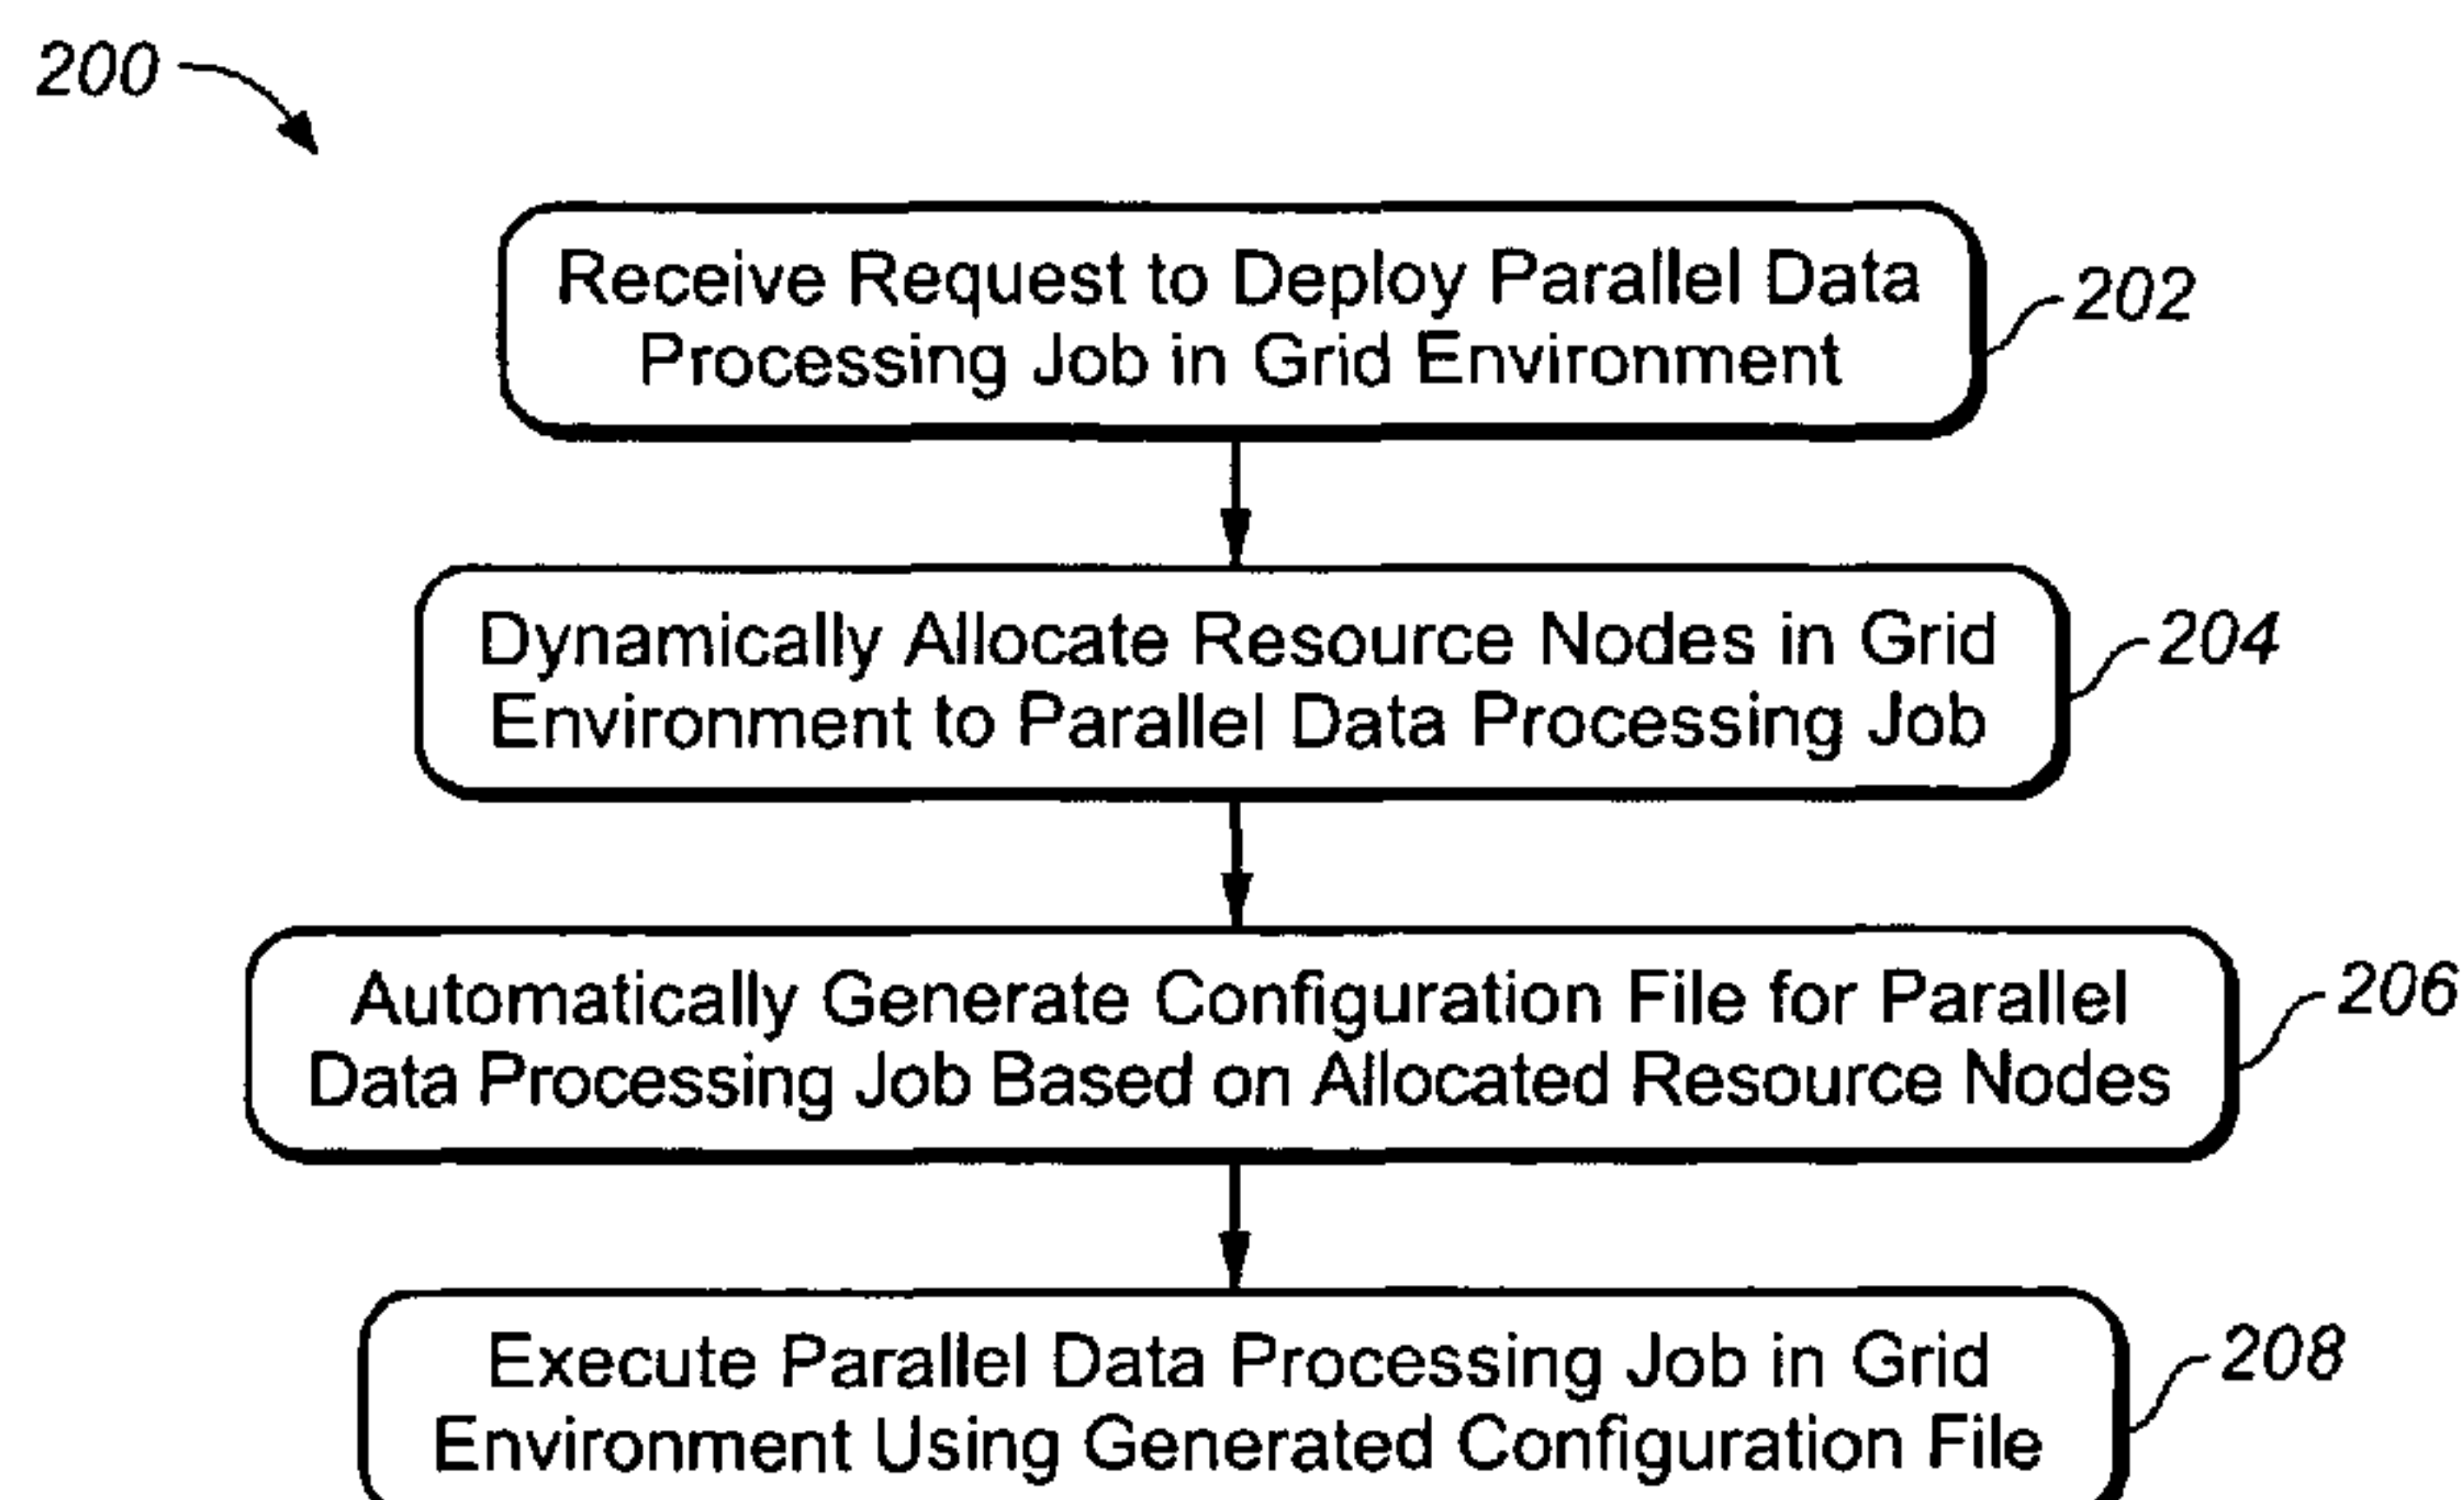 200
Receive Request to Deploy Parallel Data
Processing Job in Grid Environment
202
Dynamically Allocate Resource Nodes in Grid
Environment to Parallel Data Processing Job
204
Automatically Generate Configuration File for Parallel
Data Processing Job Based on Allocated Resource Nodes
206
Execute Parallel Data Processing Job in Grid
Environment Using Generated Configuration File
208